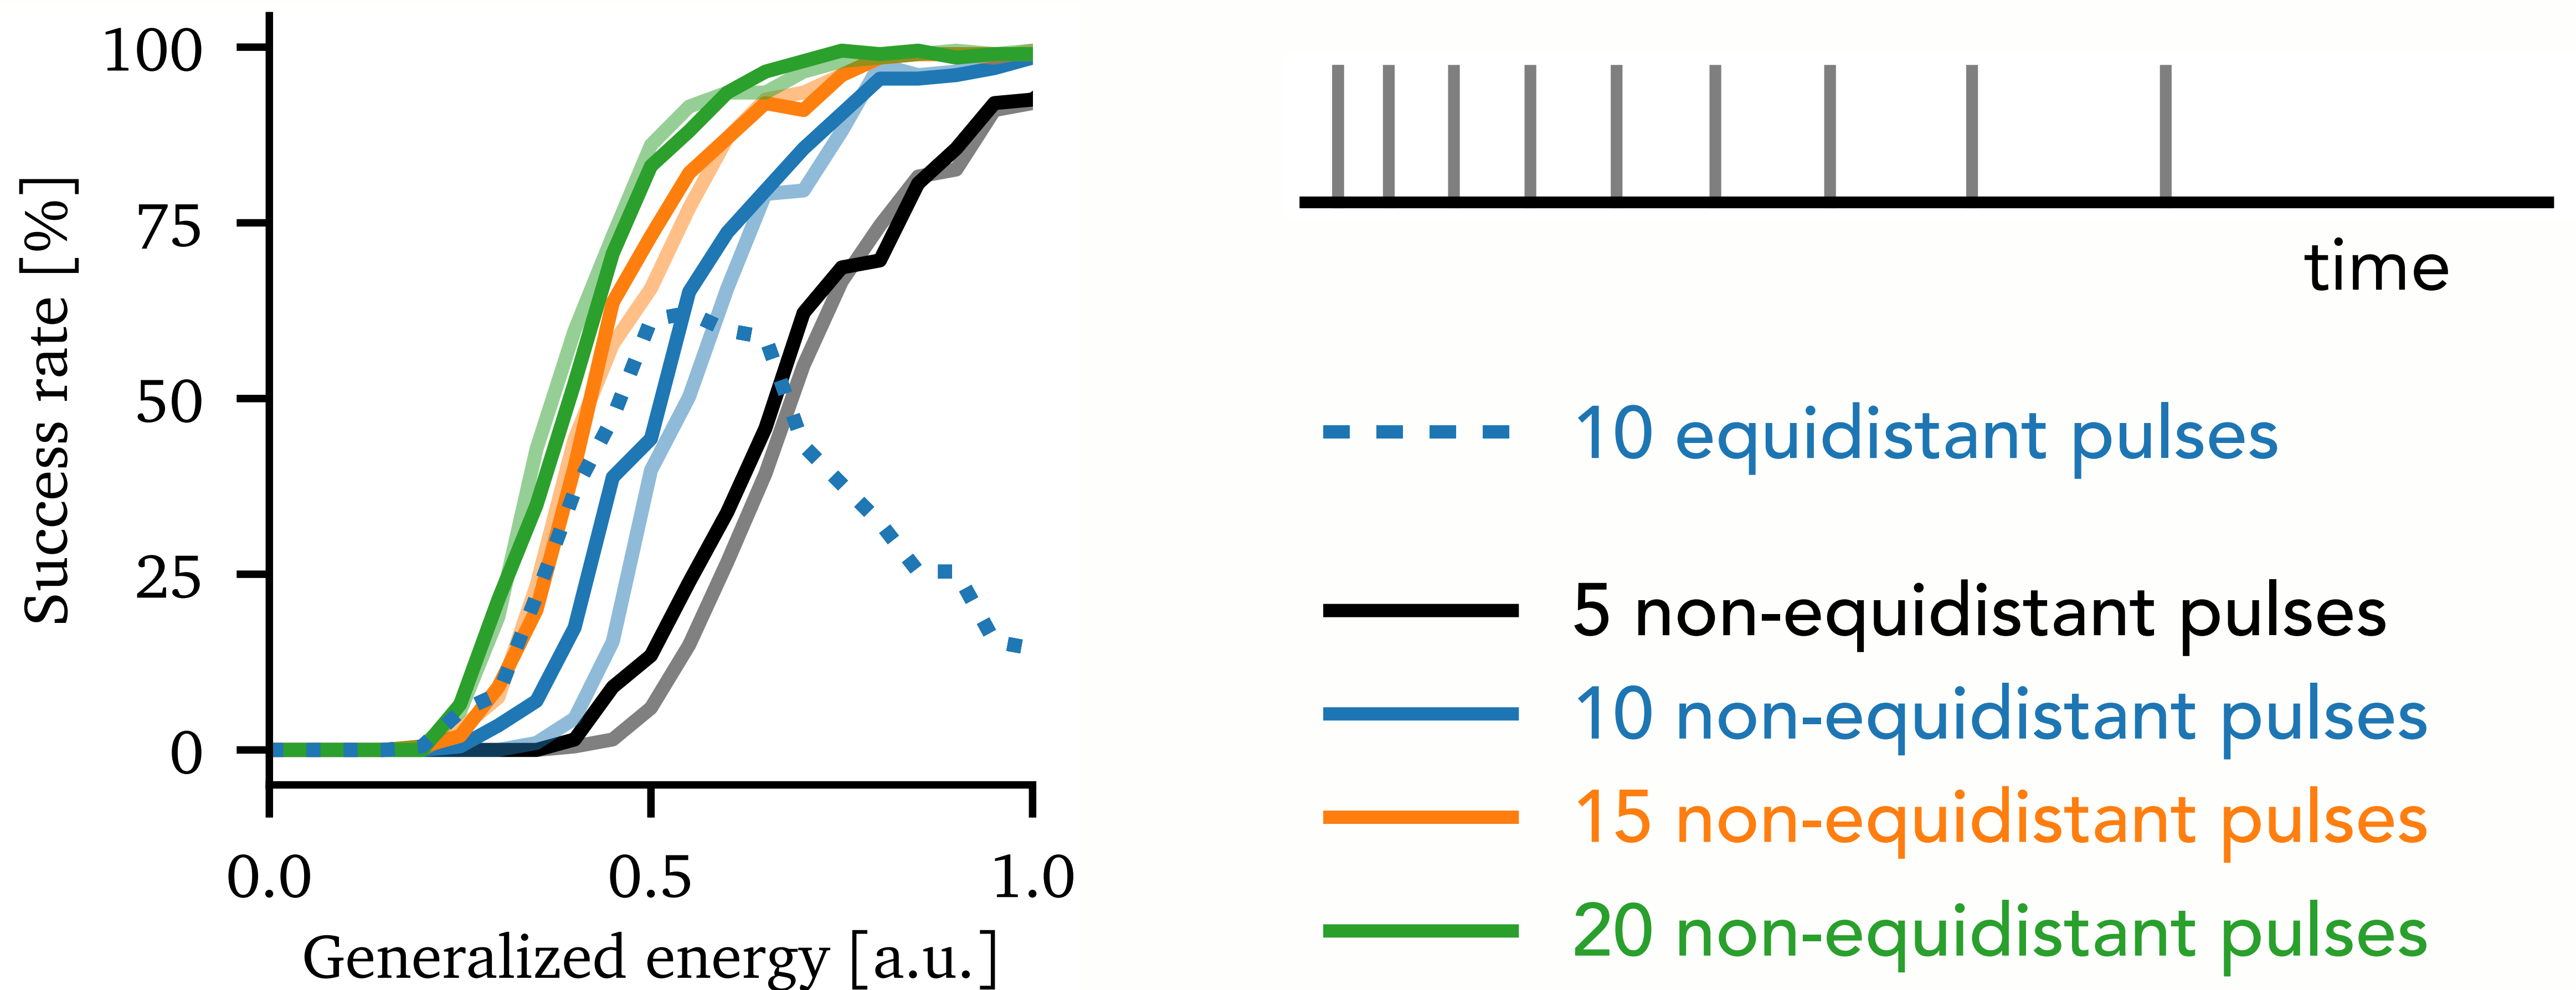 100
75
50
25
0
Success rate [%]
0.0 0.5 1.0
Generalized energy [a.u.]
time
10 equidistant pulses
5 non-equidistant pulses
10 non-equidistant pulses
15 non-equidistant pulses
20 non-equidistant pulses